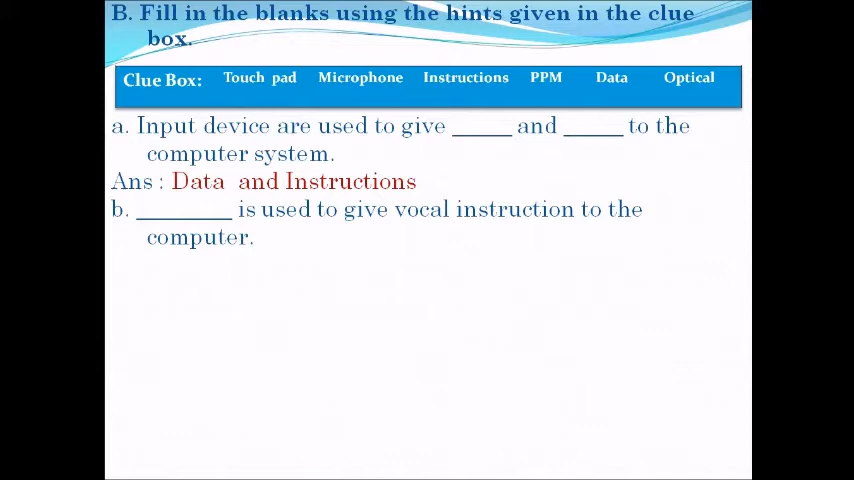 B. Fill in the blanks using the hints given in the clue
box.
Clue Box: Touch pad Microphone Instructions PPM Data Optical
a. Input device are used to give _____ and _____ to the
computer system.
Ans : Data and Instructions
b. ________ is used to give vocal instruction to the
computer.